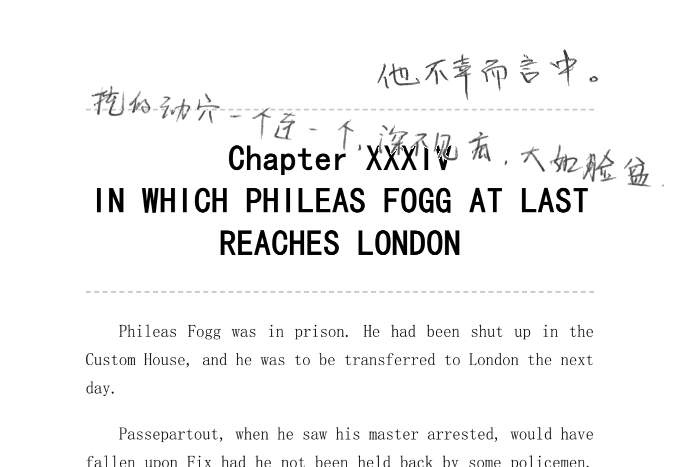 他不幸而言中。
挖的动穴一个连一个，深不见底，大如脸盆．
Chapter XXXIV
IN WHICH PHILEAS FOGG AT LAST
REACHES LONDON
Phileas Fogg was in prison. He had been shut up in the
Custom House, and he was to be transferred to London the next
day.
Passepartout, when he saw his master arrested, would have
fallen upon Fix had he not been held back by some policemen.